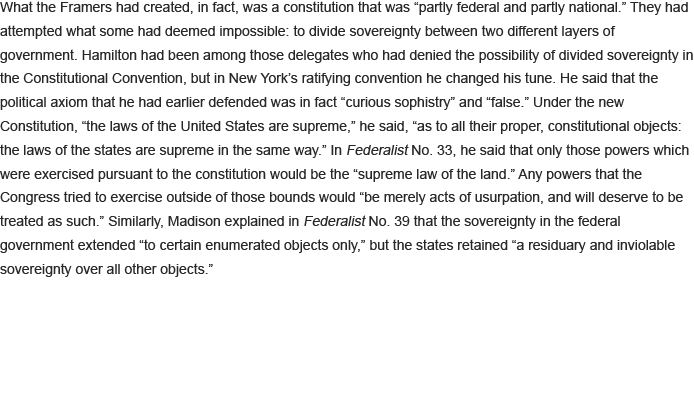 What the Framers had created, in fact, was a constitution that was “partly federal and partly national.” They had
attempted what some had deemed impossible: to divide sovereignty between two different layers of
government. Hamilton had been among those delegates who had denied the possibility of divided sovereignty in
the Constitutional Convention, but in New York’s ratifying convention he changed his tune. He said that the
political axiom that he had earlier defended was in fact “curious sophistry” and “false.” Under the new
Constitution, “the laws of the United States are supreme,” he said, “as to all their proper, constitutional objects:
the laws of the states are supreme in the same way.” In Federalist No. 33, he said that only those powers which
were exercised pursuant to the constitution would be the “supreme law of the land.” Any powers that the
Congress tried to exercise outside of those bounds would “be merely acts of usurpation, and will deserve to be
treated as such.” Similarly, Madison explained in Federalist No. 39 that the sovereignty in the federal
government extended “to certain enumerated objects only,” but the states retained “a residuary and inviolable
sovereignty over all other objects.”